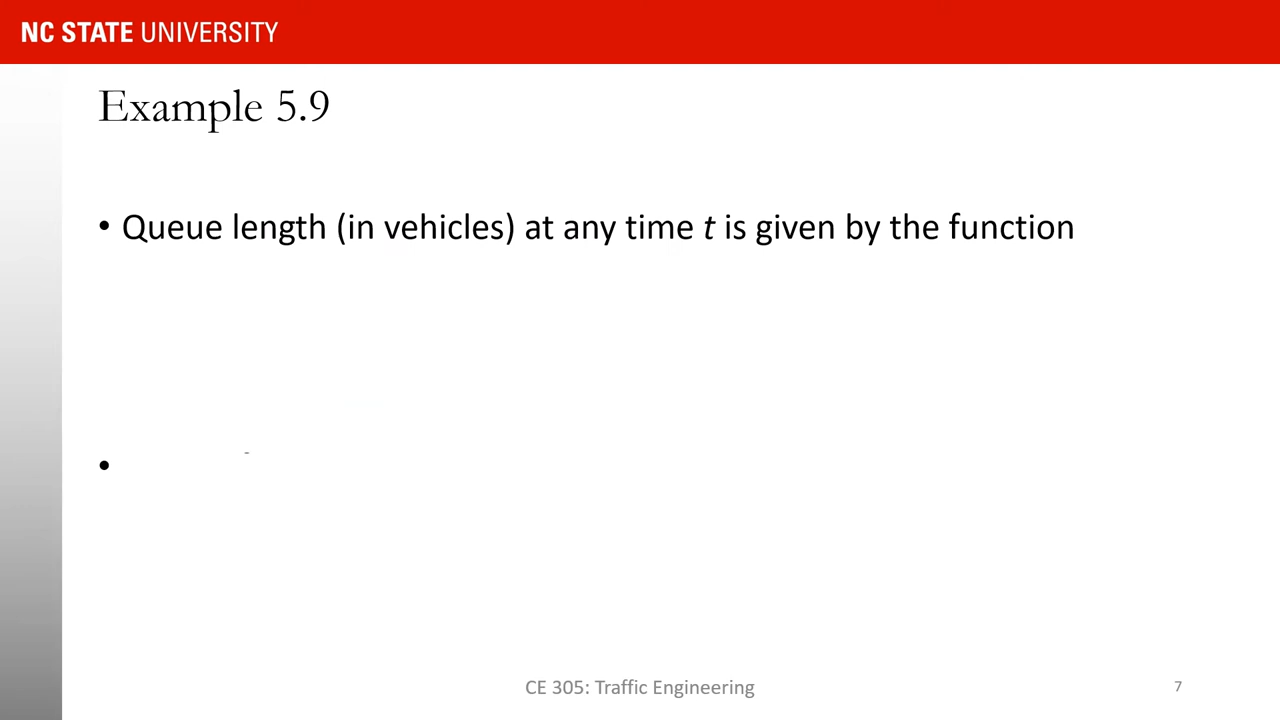 NC STATE UNIVERSITY
Example 5.9
• Queue length (in vehicles) at any time t is given by the function
•
CE 305: Traffic Engineering
7